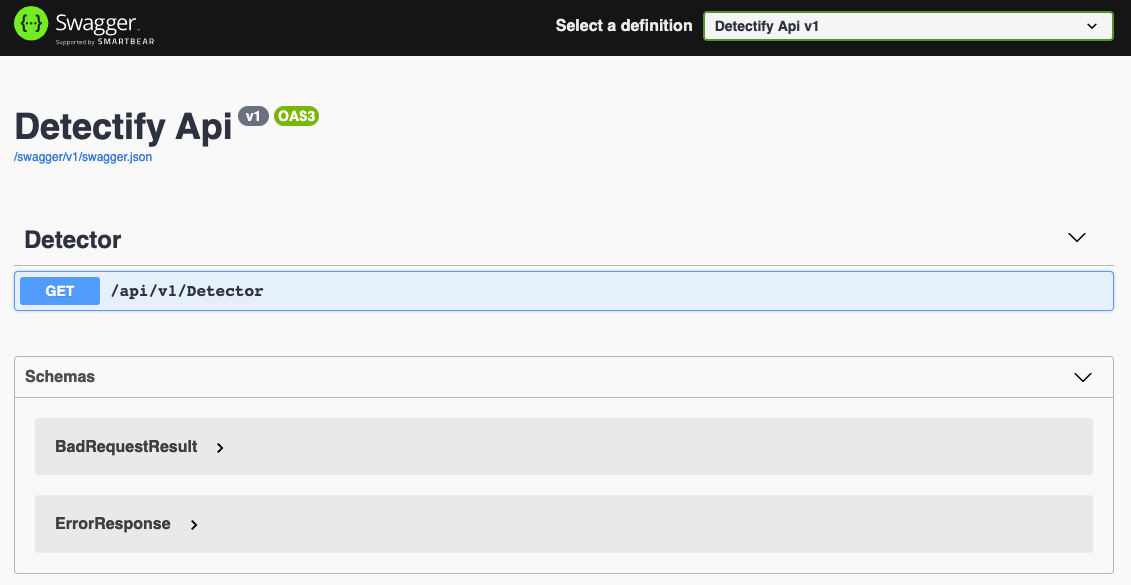 {···} Swagger.
Supported by SMARTBEAR
Select a definition
Detectify Api v1
Detectify Api v1 OAS3
/swagger/v1/swagger.json
Detector
GET /api/v1/Detector
Schemas
BadRequestResult
ErrorResponse